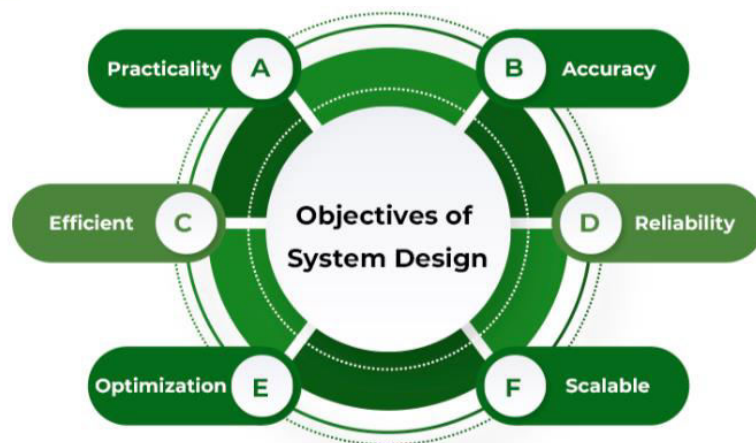 Practicality A
B Accuracy
Efficient C
Objectives of
System Design
D Reliability
Optimization E
F Scalable